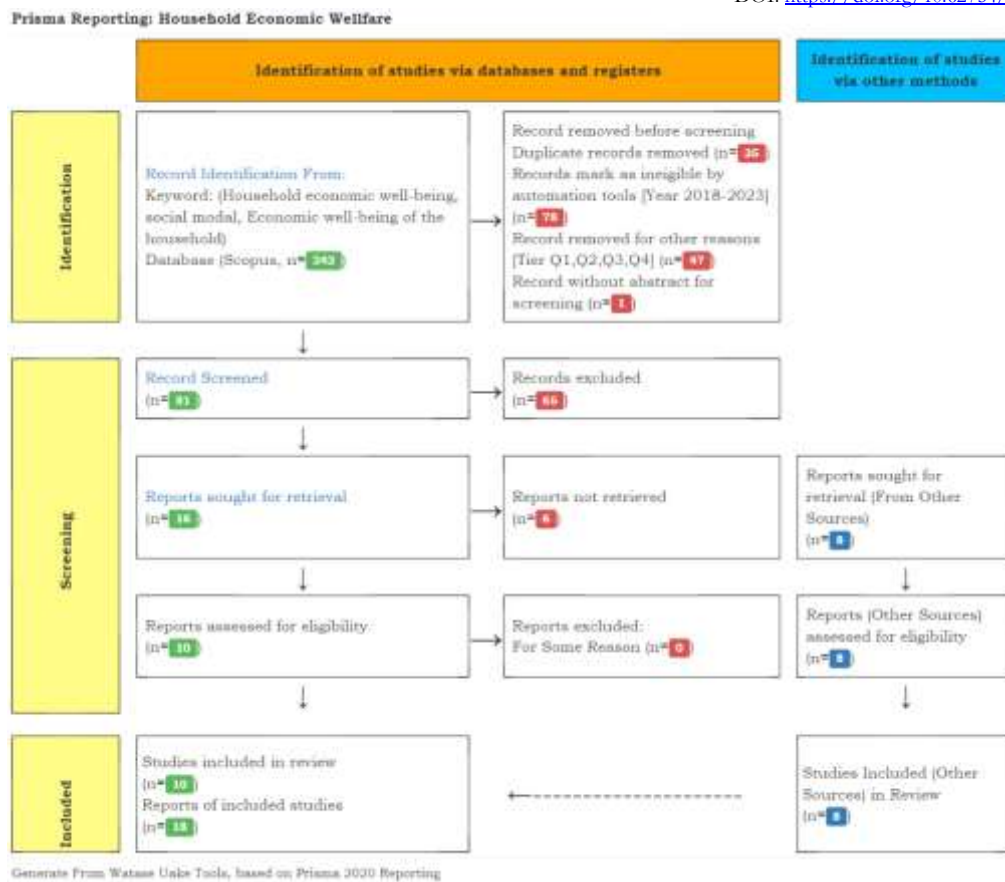 DOI: https://doi.org/10.62754/
Prisma Reporting: Household Economic Wellfare
Identification of studies via databases and registers
Identification of studies
via other methods
Identification
Record Identification From:
Keyword: (Household economic well-being,
social modal, Economic well-being of the
household)
Database (Scopus, n=242)
Record removed before screening
Duplicate records removed (n=35)
Records mark as ineligible by
automation tools [Year 2018-2023]
(n=78)
Record removed for other reasons
[Tier Q1,Q2,Q3,Q4] (n=47)
Record without abstract for
screening (n=1)
Screening
Record Screened
(n=81)
Records excluded
(n=65)
Reports sought for retrieval
(n=16)
Reports not retrieved
(n=6)
Reports sought for
retrieval (From Other
Sources)
(n=8)
Reports assessed for eligibility
(n=10)
Reports excluded:
For Some Reason (n=0)
Reports (Other Sources)
assessed for eligibility
(n=8)
Included
Studies included in review
(n=10)
Reports of included studies
(n=18)
Studies Included (Other
Sources) in Review
(n=8)
Generate From Watase Uake Tools, based on Prisma 2020 Reporting